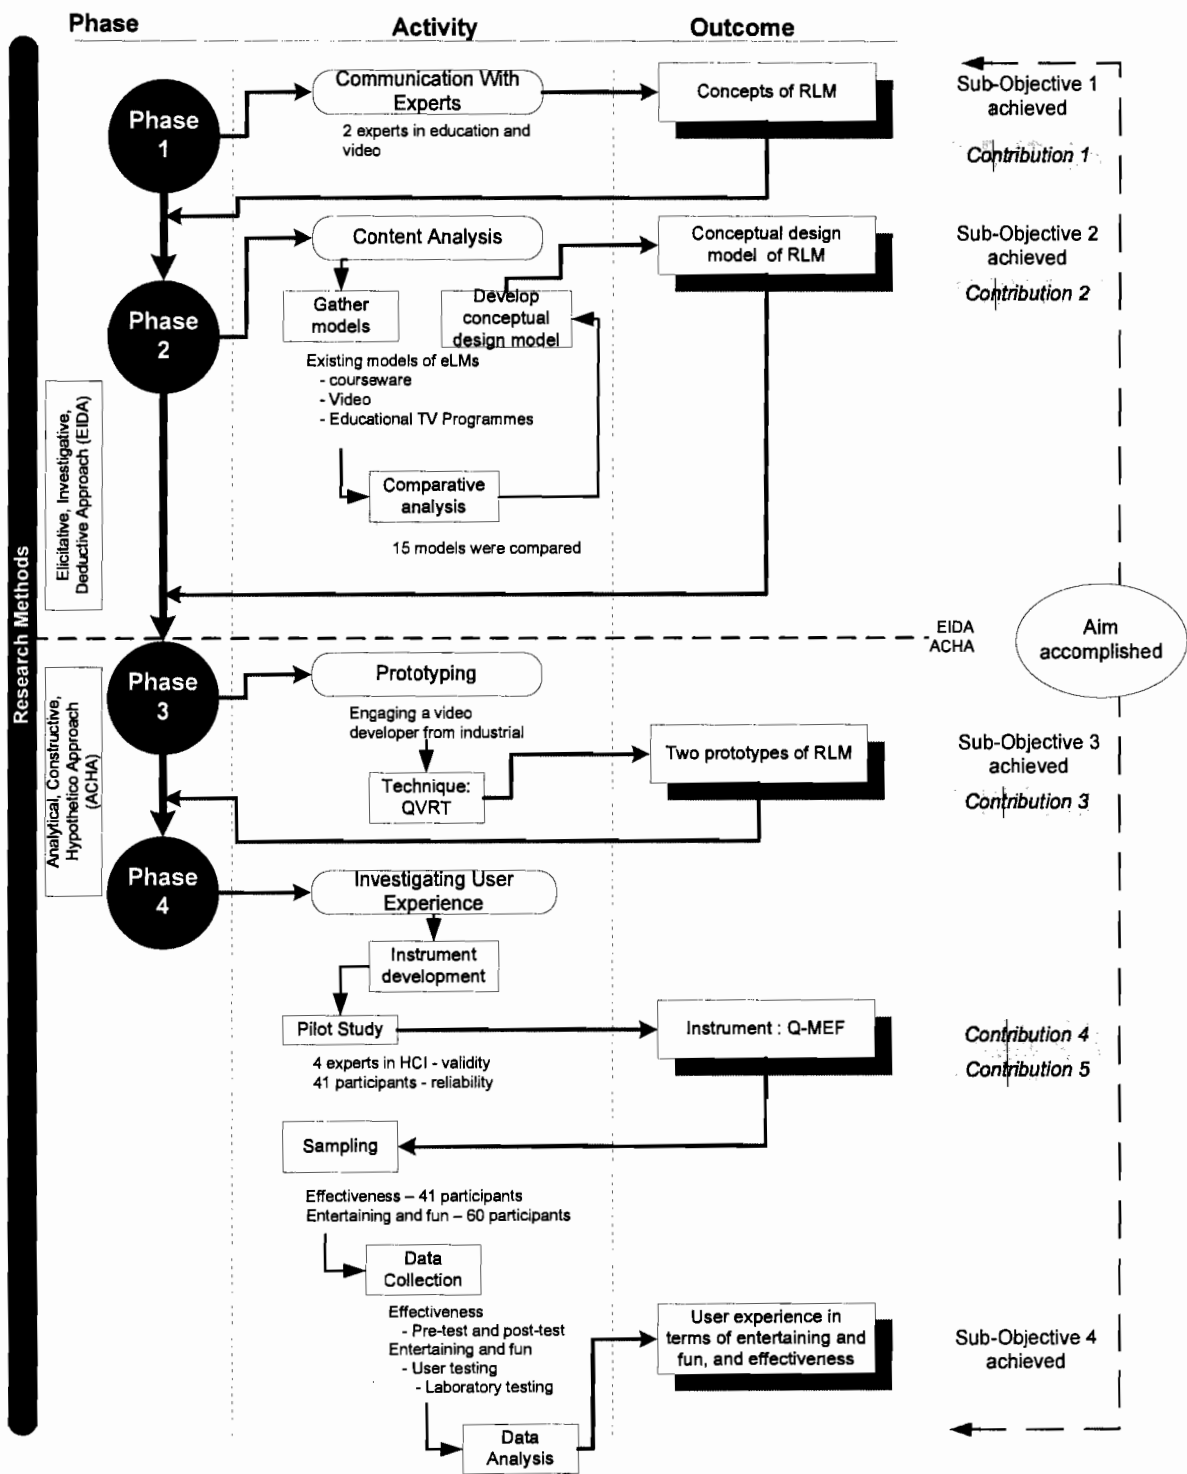 Phase
Activity
Outcome
Research Methods
Phase
1
Communication With
Experts
2 experts in education and
video
Concepts of RLM
Sub-Objective 1
achieved
Contribution 1
Phase
2
Content Analysis
Gather
models
Develop
conceptual
design model
Conceptual design
model of RLM
Sub-Objective 2
achieved
Contribution 2
Existing models of eLMs
- courseware
- Video
- Educational TV Programmes
Comparative
analysis
15 models were compared
Elicitative, Investigative,
Deductive Approach (EIDA)
EIDA
ACHA
Aim
accomplished
Phase
3
Prototyping
Engaging a video
developer from industrial
Technique:
QVRT
Two prototypes of RLM
Sub-Objective 3
achieved
Contribution 3
Analytical, Constructive,
Hypothetico Approach
(ACHA)
Phase
4
Investigating User
Experience
Instrument
development
Pilot Study
4 experts in HCI - validity
41 participants - reliability
Instrument : Q-MEF
Contribution 4
Contribution 5
Sampling
Effectiveness – 41 participants
Entertaining and fun – 60 participants
Data
Collection
Effectiveness
- Pre-test and post-test
Entertaining and fun
- User testing
- Laboratory testing
Data
Analysis
User experience in
terms of entertaining and
fun, and effectiveness
Sub-Objective 4
achieved